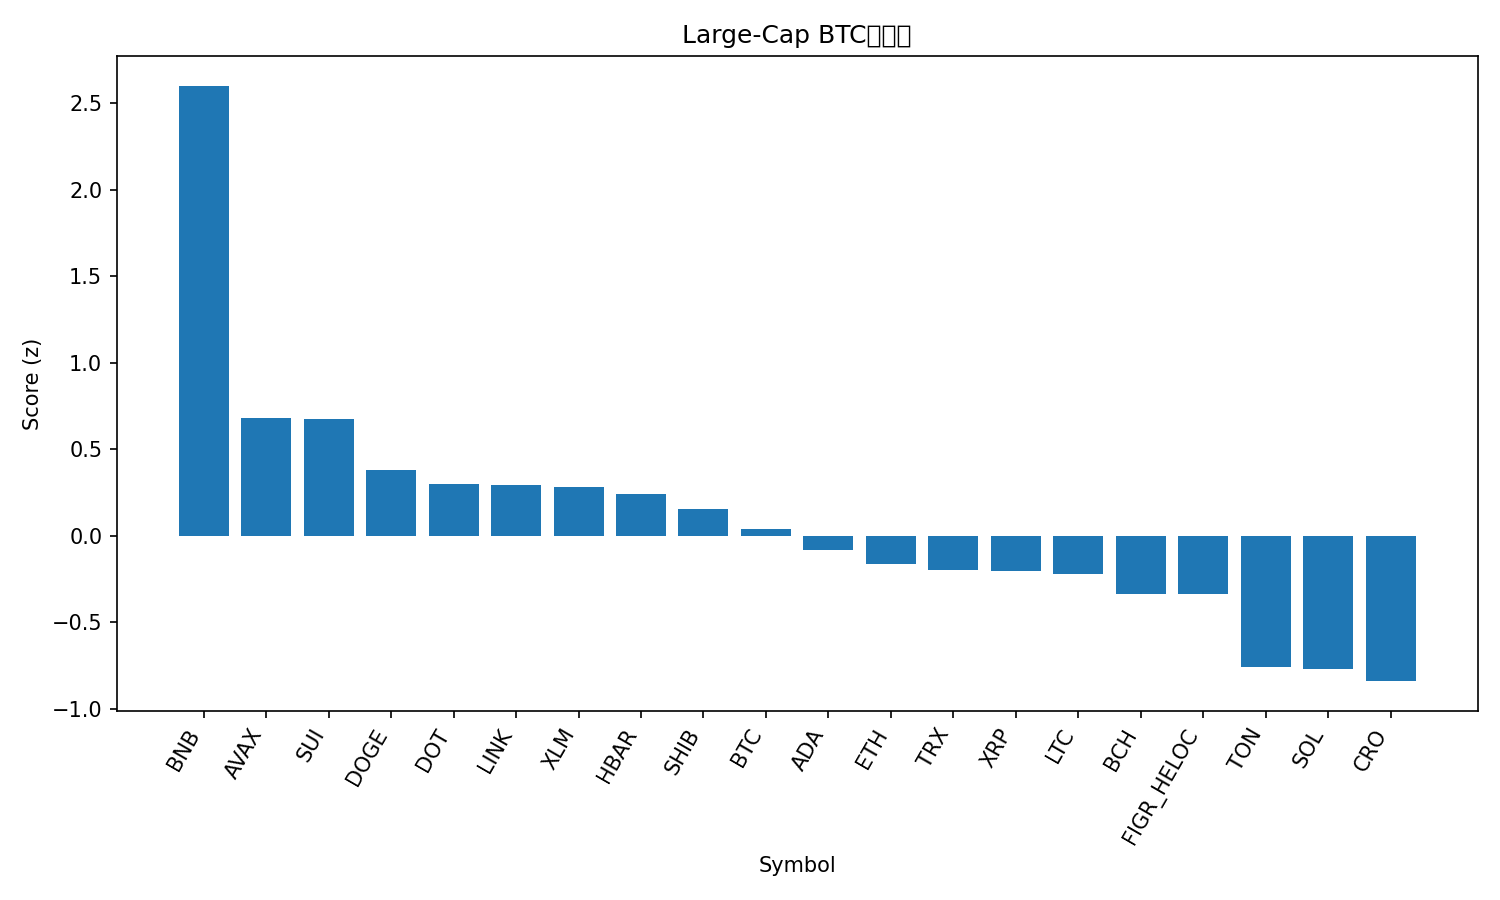 Large-Cap BTC
Score (z)
2.5
2.0
1.5
1.0
0.5
0.0
−0.5
−1.0
BNB
AVAX
SUI
DOGE
DOT
LINK
XLM
HBAR
SHIB
BTC
ADA
ETH
TRX
XRP
LTC
BCH
FIGR_HELOC
TON
SOL
CRO
Symbol